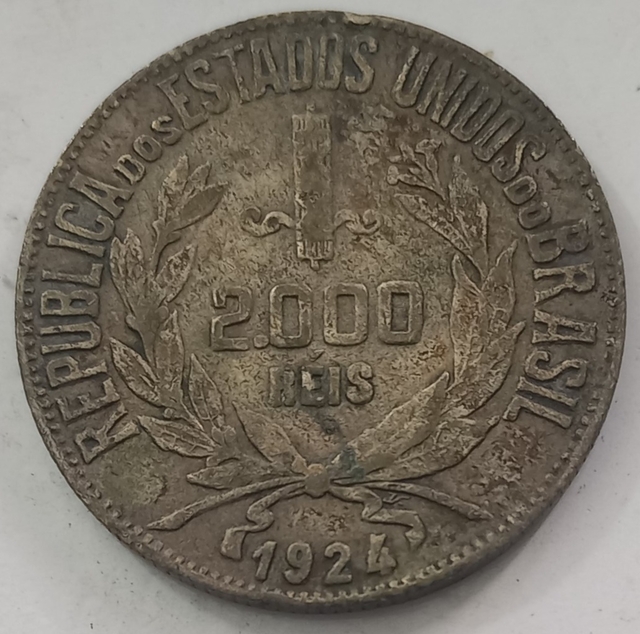 REPUBLICA DOS ESTADOS UNIDOS DO BRASIL
2.000
RÉIS
1924